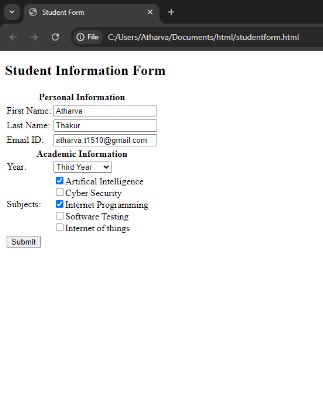 Student Form
File C:/Users/Atharva/Documents/html/studentform.html
Student Information Form
Personal Information
First Name: Atharva
Last Name: Thakur
Email ID: atharva.t1510@gmail.com
Academic Information
Year: Third Year
Artifical Intelligence
Cyber Security
Subjects: Internet Programming
Software Testing
Internet of things
Submit